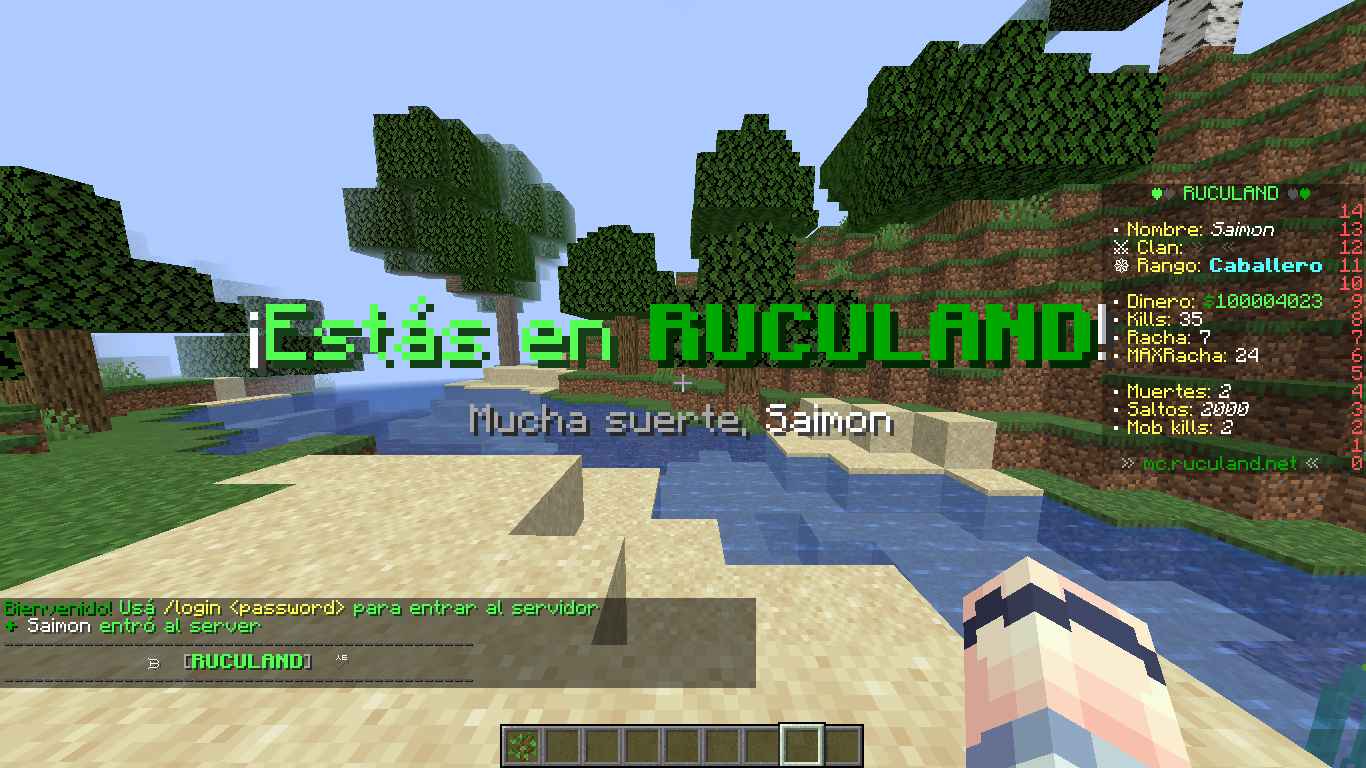 RUCULAND
14
• Nombre: Saimon 13
Clan: 12
Rango: Caballero 11
10
• Dinero: $100004023 9
• Kills: 35 8
• Racha: 7 7
• MAXRacha: 24 6
5
• Muertes: 2 4
• Saltos: 2000 3
• Mob kills: 2 2
1
» mc.ruculand.net « 0
¡Estás en RUCULAND!
Mucha suerte, Saimon
Bienvenido! Usá /login <password> para entrar al servidor
+ Saimon entró al server
[RUCULAND]